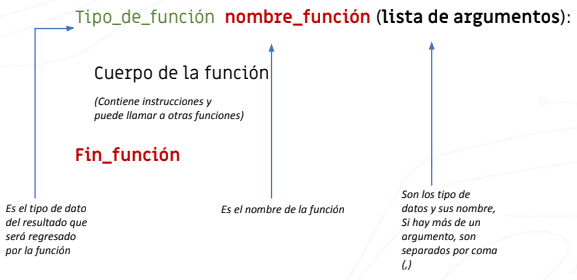 Tipo_de_función nombre_función (lista de argumentos):
Cuerpo de la función
(Contiene instrucciones y
puede llamar a otras funciones)
Fin_función
Es el tipo de dato
del resultado que
será regresado
por la función
Es el nombre de la función
Son los tipo de
datos y sus nombre,
Si hay más de un
argumento, son
separados por coma
(,)